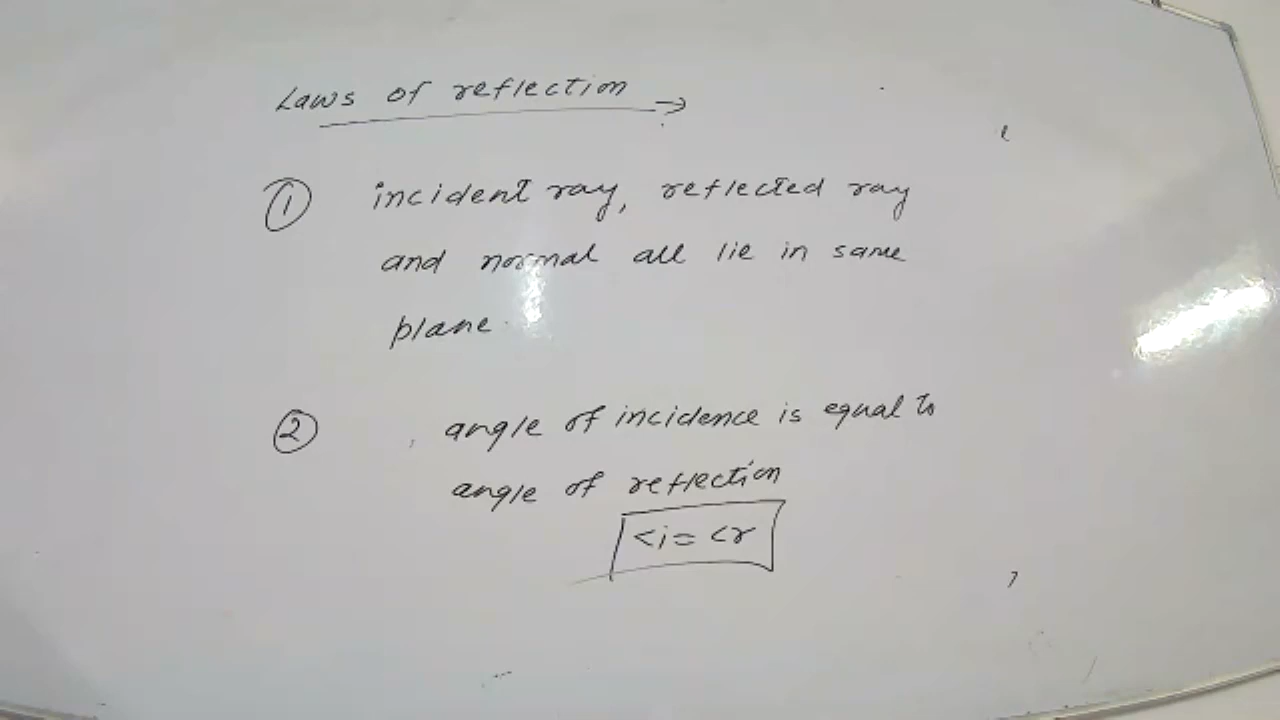 Laws of reflection →
① incident ray, reflected ray
and normal all lie in same
plane.
② angle of incidence is equal to
angle of reflection
<i = <r